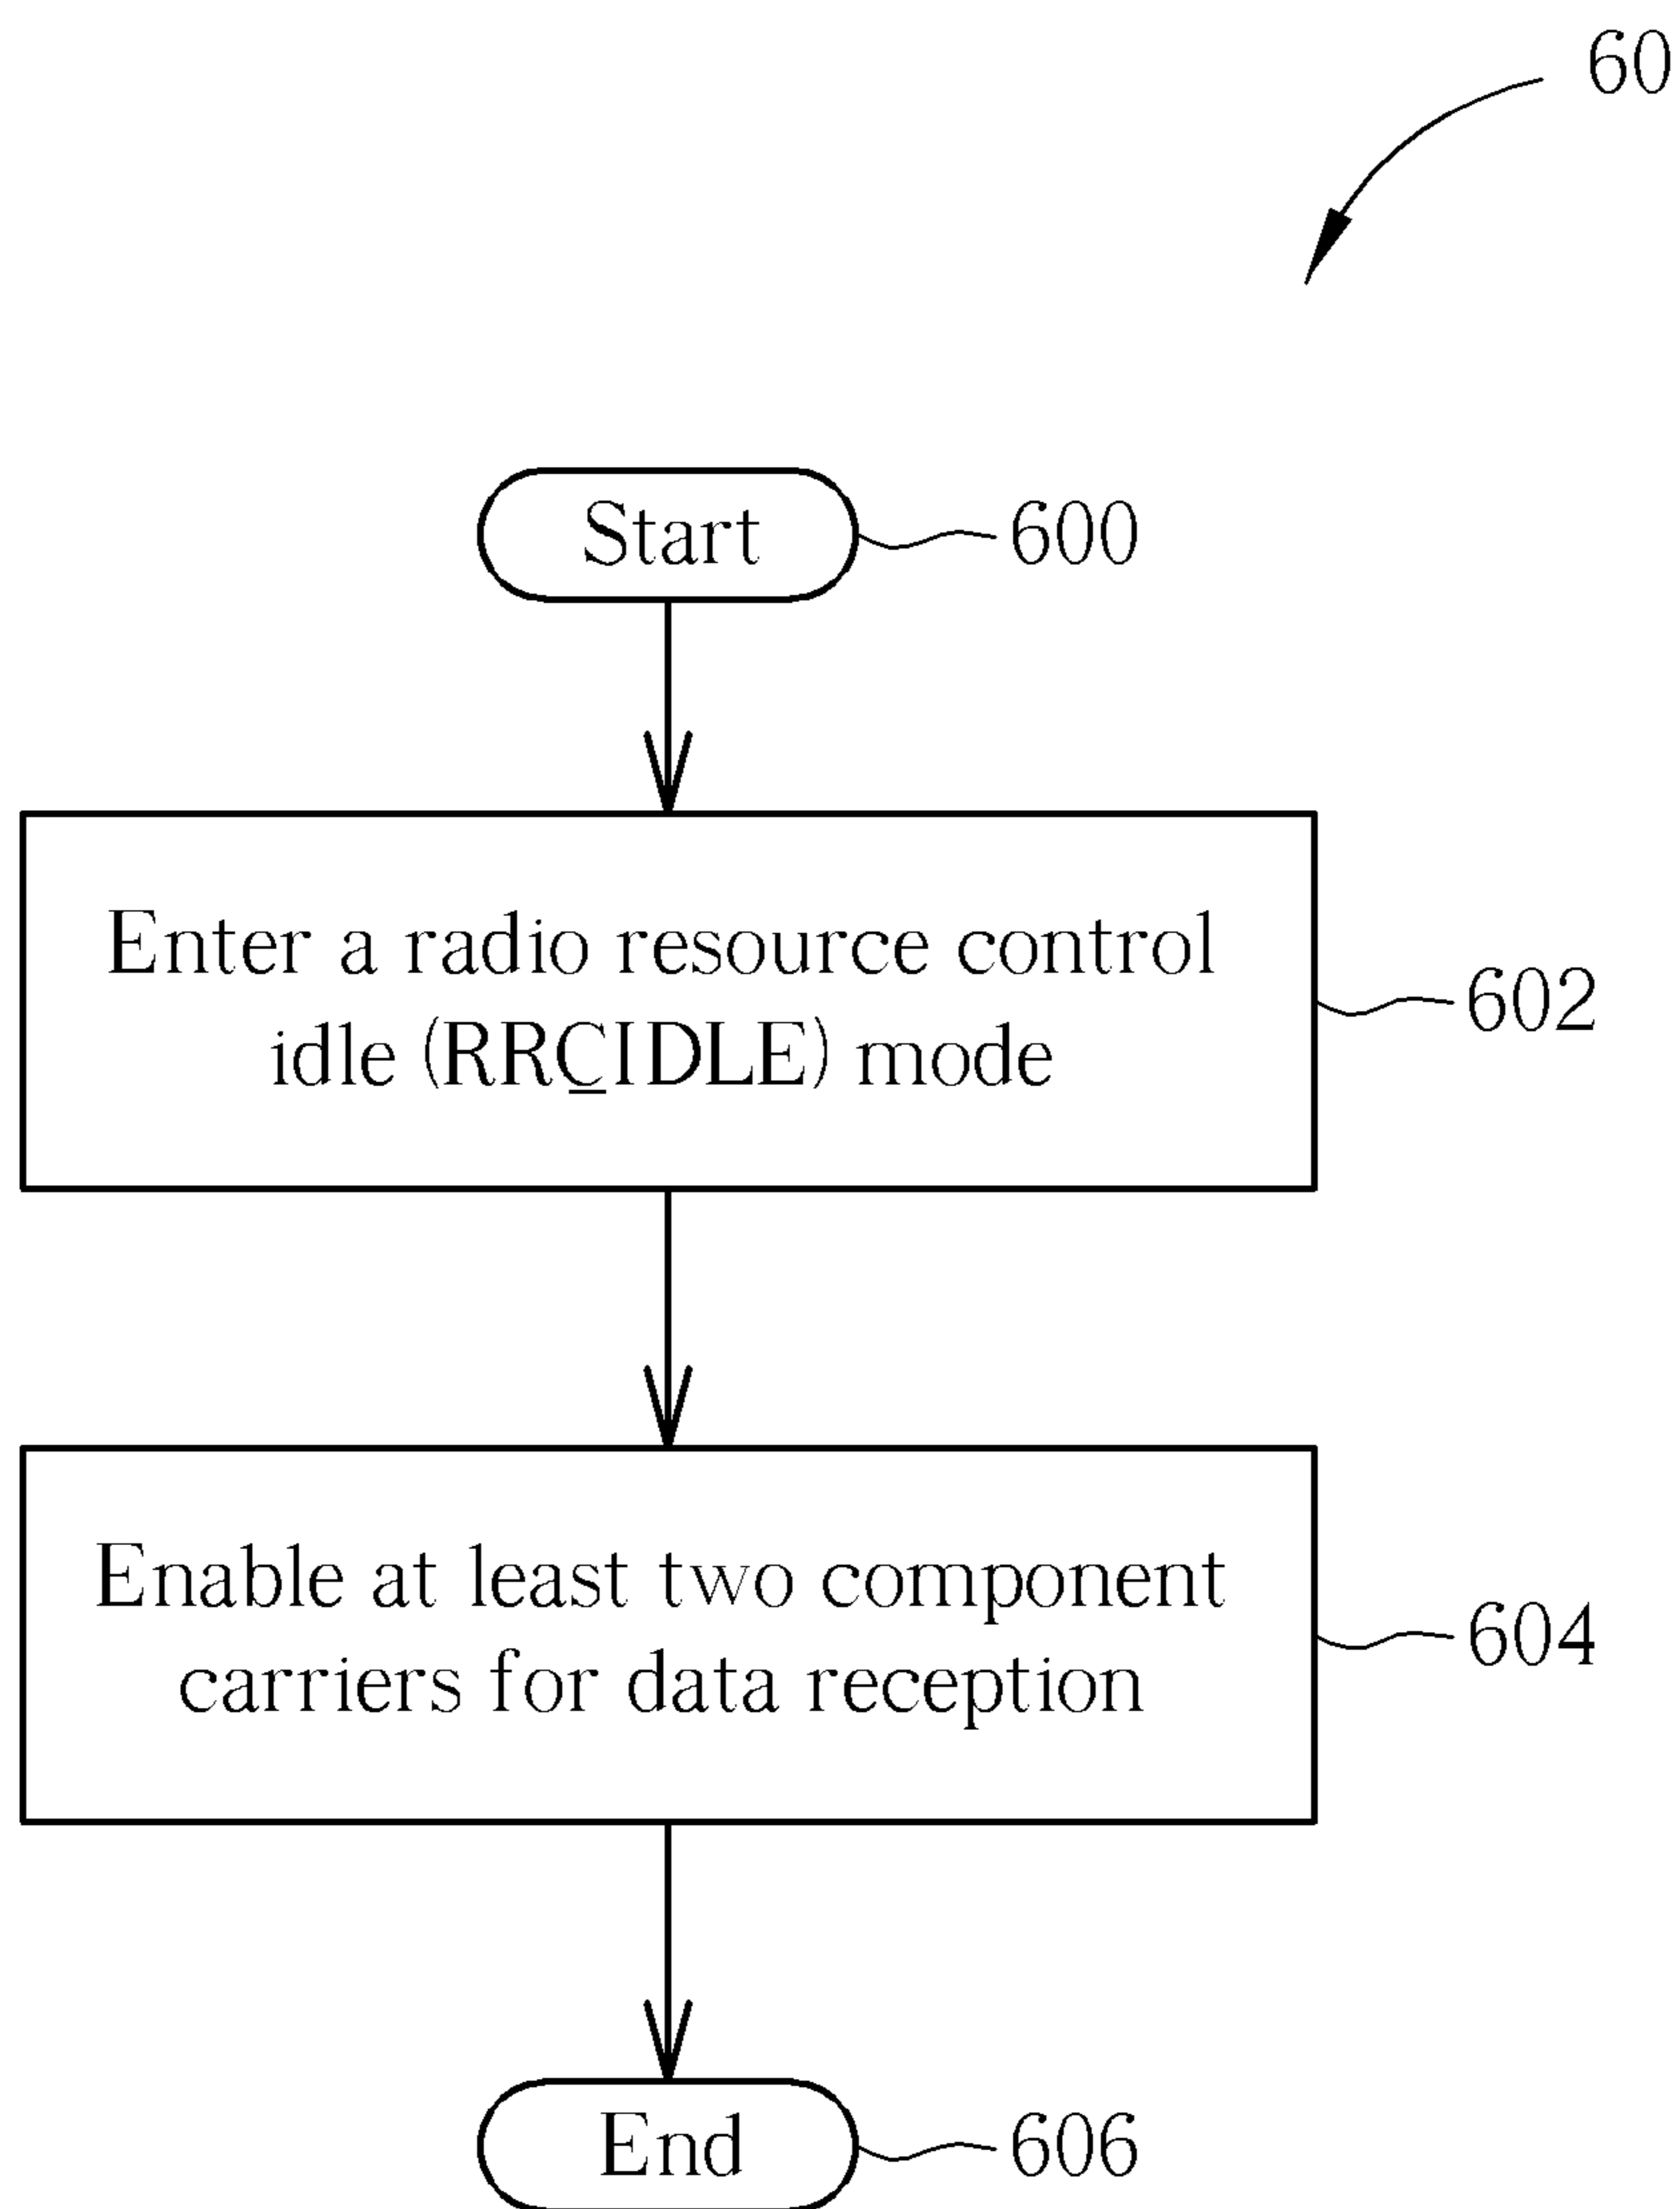 60
Start
600
Enter a radio resource control
idle (RRCIDLE) mode
602
Enable at least two component
carriers for data reception
604
End
606